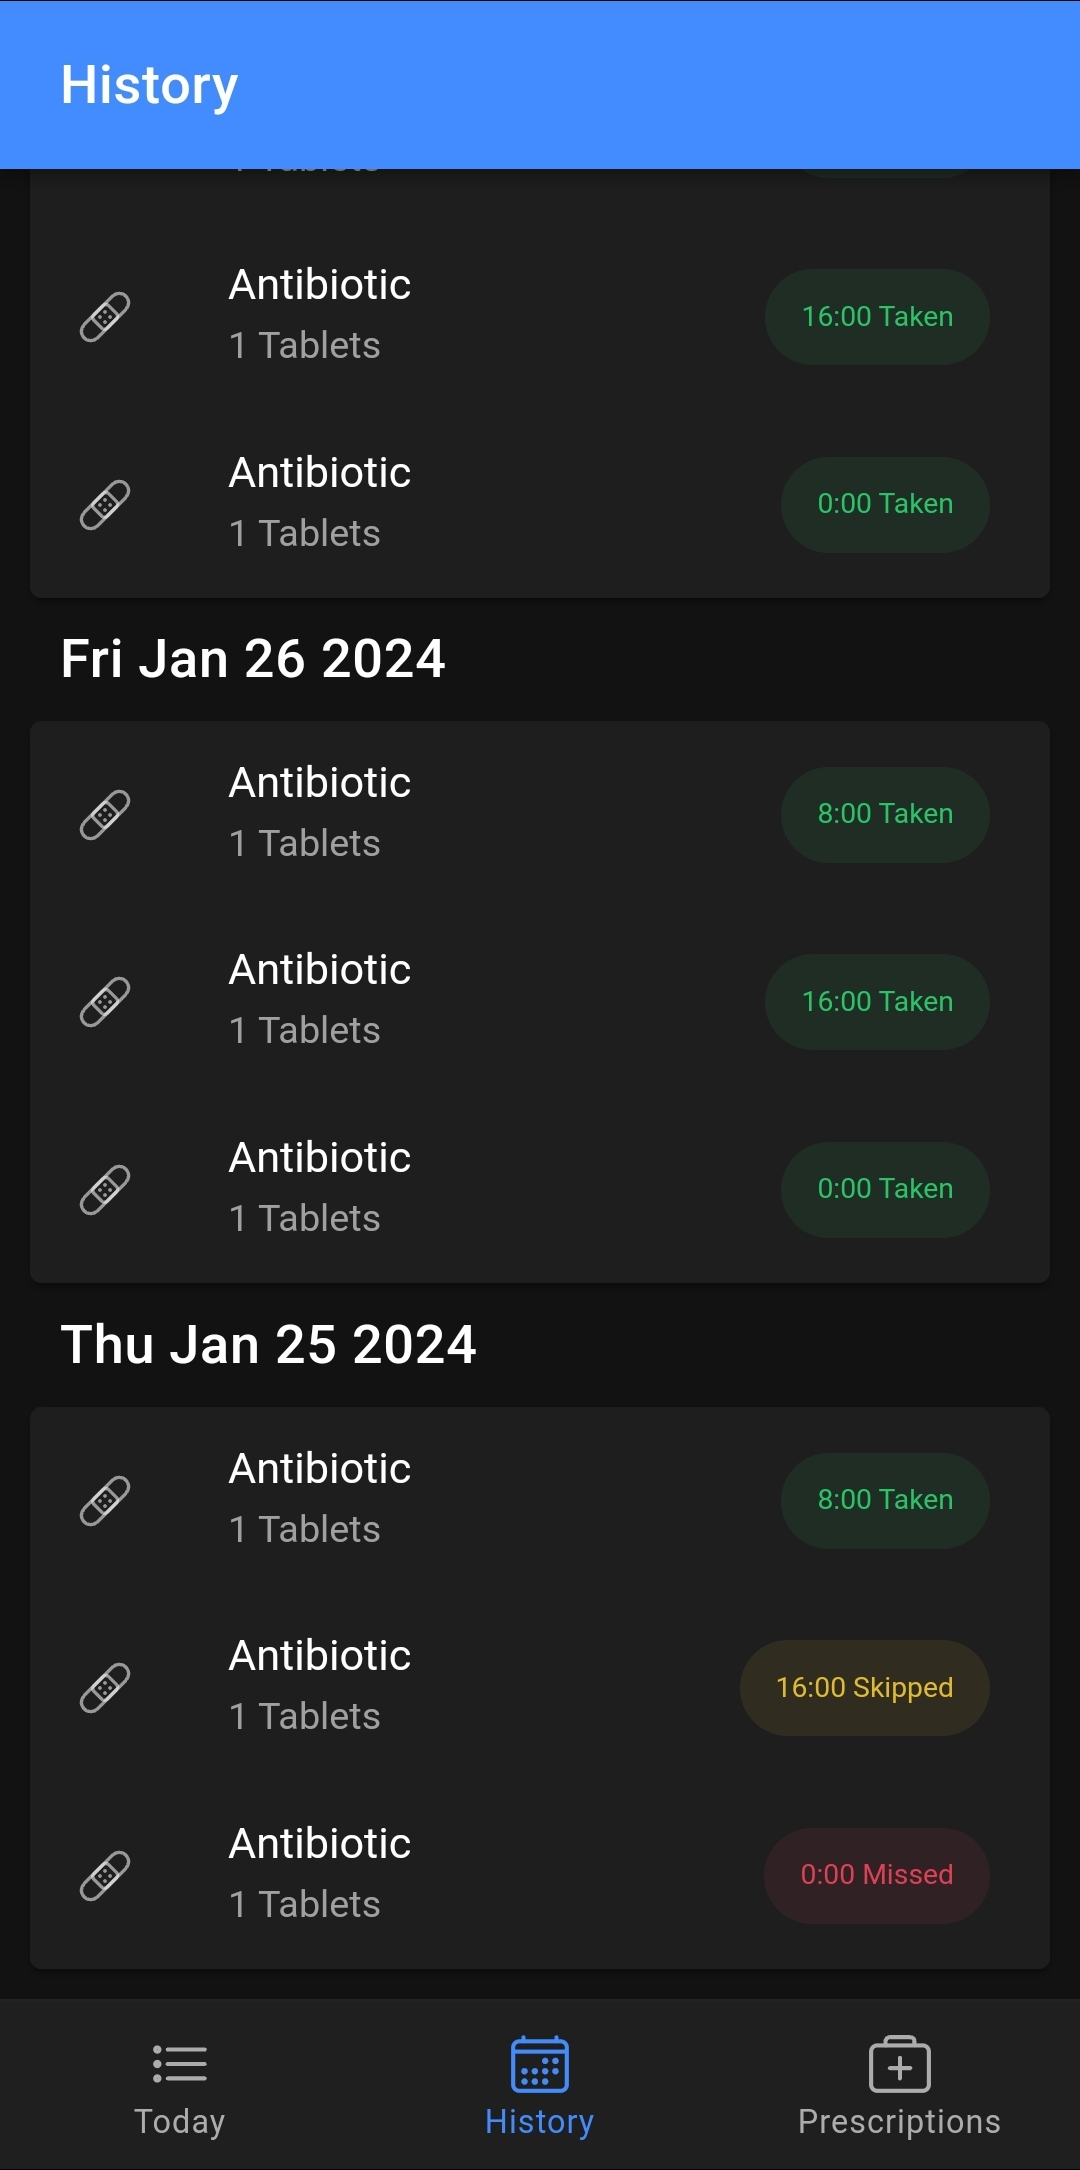 History
Antibiotic
1 Tablets
16:00 Taken
Antibiotic
1 Tablets
0:00 Taken
Fri Jan 26 2024
Antibiotic
1 Tablets
8:00 Taken
Antibiotic
1 Tablets
16:00 Taken
Antibiotic
1 Tablets
0:00 Taken
Thu Jan 25 2024
Antibiotic
1 Tablets
8:00 Taken
Antibiotic
1 Tablets
16:00 Skipped
Antibiotic
1 Tablets
0:00 Missed
Today
History
Prescriptions